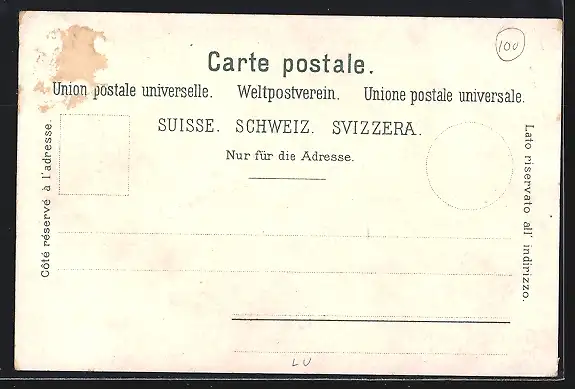 100
Carte postale.
Union postale universelle. Weltpostverein. Unione postale universale.
SUISSE. SCHWEIZ. SVIZZERA.
Nur für die Adresse.
Côté réservé à l'adresse.
Lato riservato all' indirizzo.
LU